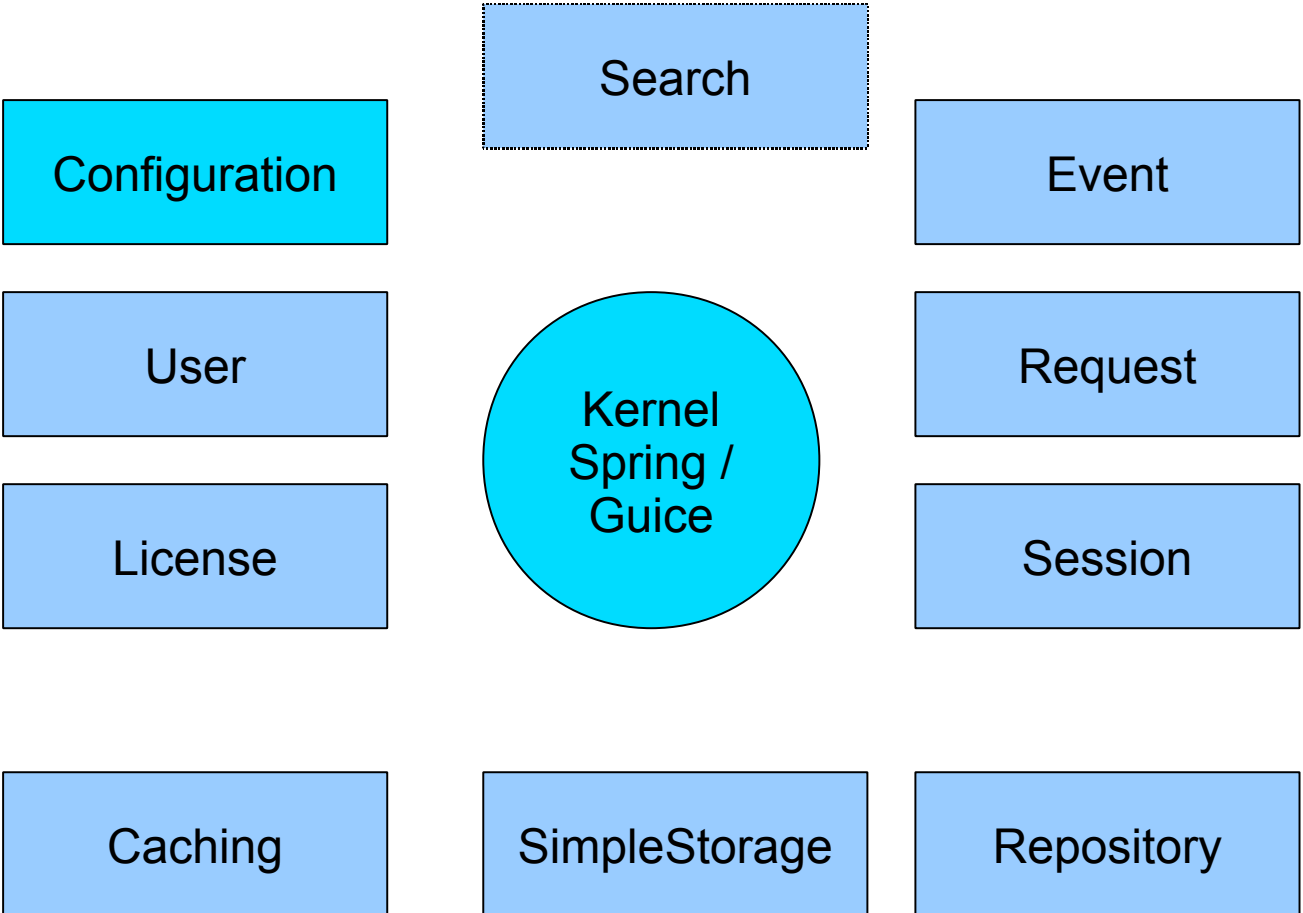 Search
Configuration
Event
User
Request
Kernel
Spring /
Guice
License
Session
Caching
SimpleStorage
Repository